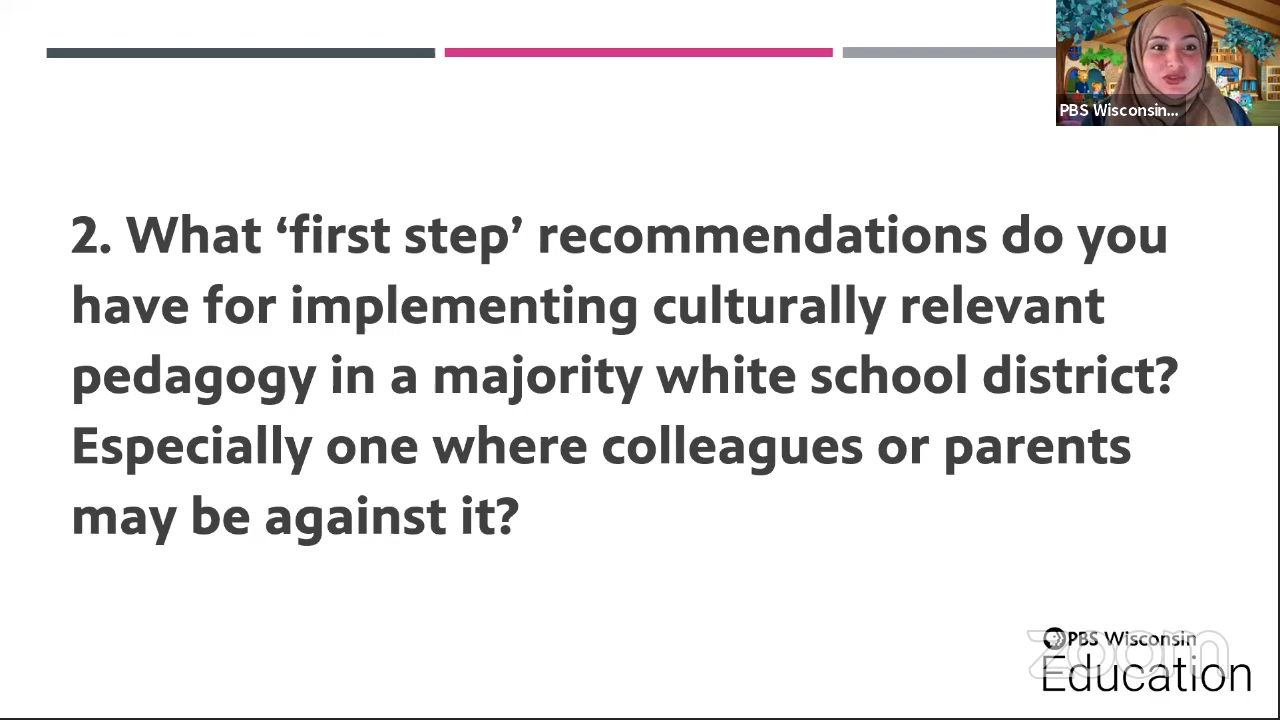 PBS Wisconsin...
2. What ‘first step’ recommendations do you
have for implementing culturally relevant
pedagogy in a majority white school district?
Especially one where colleagues or parents
may be against it?
PBS Wisconsin
zoom
Education